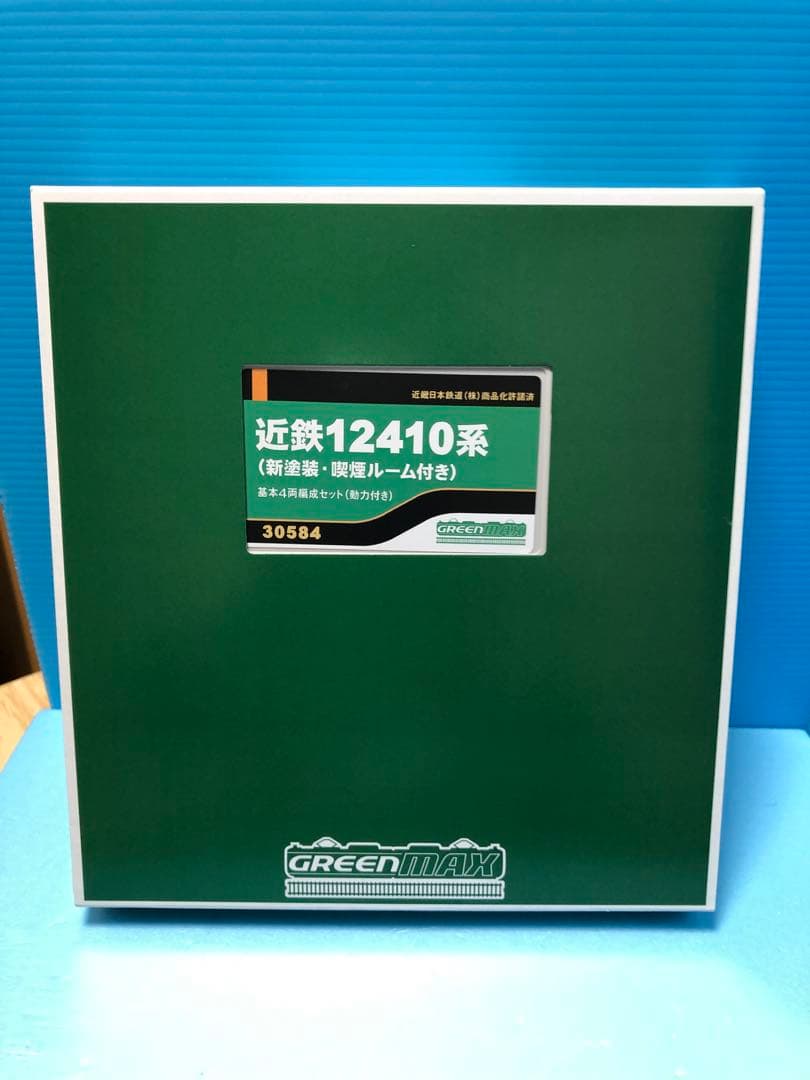 近畿日本鉄道(株)商品化許諾済
近鉄12410系
(新塗装・喫煙ルーム付き)
基本4両編成セット(動力付き)
30584
GREENMAX
GREENMAX